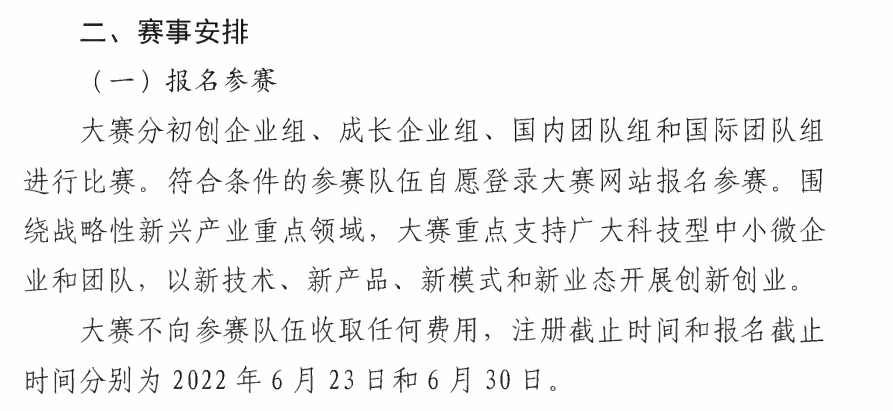 二、赛事安排
（一）报名参赛
大赛分初创企业组、成长企业组、国内团队组和国际团队组
进行比赛。符合条件的参赛队伍自愿登录大赛网站报名参赛。围
绕战略性新兴产业重点领域，大赛重点支持广大科技型中小微企
业和团队，以新技术、新产品、新模式和新业态开展创新创业。
大赛不向参赛队伍收取任何费用，注册截止时间和报名截止
时间分别为 2022 年 6 月 23 日和 6 月 30 日。